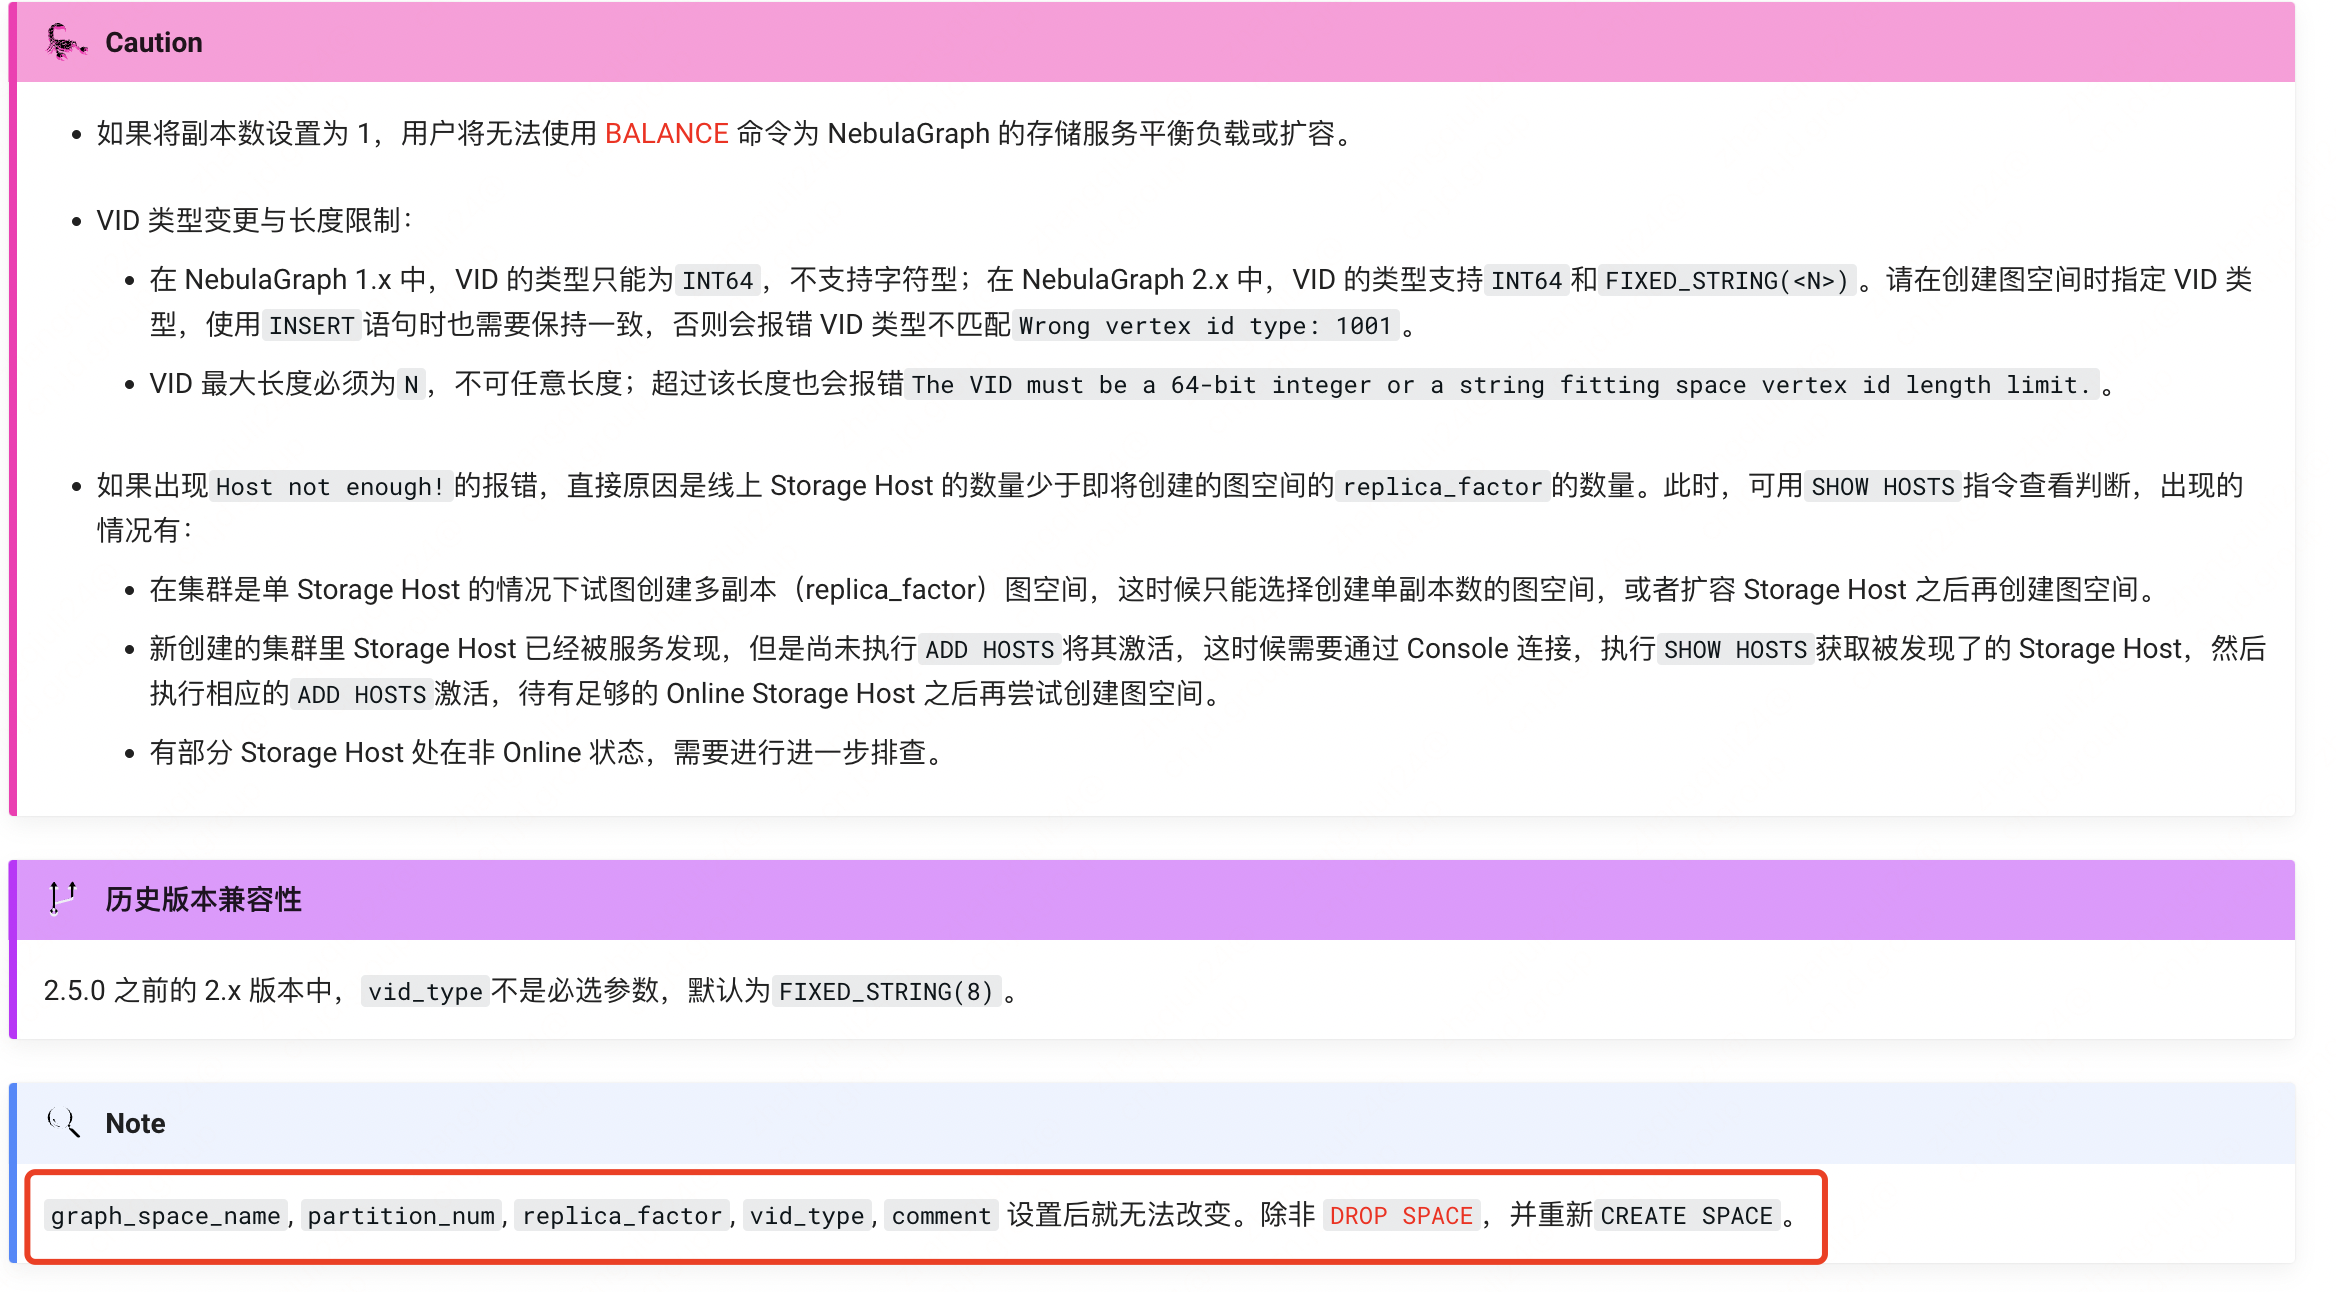 Caution
如果将副本数设置为 1，用户将无法使用 BALANCE 命令为 NebulaGraph 的存储服务平衡负载或扩容。
VID 类型变更与长度限制：
在 NebulaGraph 1.x 中，VID 的类型只能为 INT64 ，不支持字符型；在 NebulaGraph 2.x 中，VID 的类型支持 INT64 和 FIXED_STRING(<N>) 。请在创建图空间时指定 VID 类
型，使用 INSERT 语句时也需要保持一致，否则会报错 VID 类型不匹配 Wrong vertex id type: 1001 。
VID 最大长度必须为 N ，不可任意长度；超过该长度也会报错 The VID must be a 64-bit integer or a string fitting space vertex id length limit. 。
如果出现 Host not enough! 的报错，直接原因是线上 Storage Host 的数量少于即将创建的图空间的 replica_factor 的数量。此时，可用 SHOW HOSTS 指令查看判断，出现的
情况有：
在集群是单 Storage Host 的情况下试图创建多副本（replica_factor）图空间，这时候只能选择创建单副本数的图空间，或者扩容 Storage Host 之后再创建图空间。
新创建的集群里 Storage Host 已经被服务发现，但是尚未执行 ADD HOSTS 将其激活，这时候需要通过 Console 连接，执行 SHOW HOSTS 获取被发现了的 Storage Host，然后
执行相应的 ADD HOSTS 激活，待有足够的 Online Storage Host 之后再尝试创建图空间。
有部分 Storage Host 处在非 Online 状态，需要进行进一步排查。
历史版本兼容性
2.5.0 之前的 2.x 版本中， vid_type 不是必选参数，默认为 FIXED_STRING(8) 。
Note
graph_space_name, partition_num, replica_factor, vid_type, comment 设置后就无法改变。除非 DROP SPACE ，并重新 CREATE SPACE 。